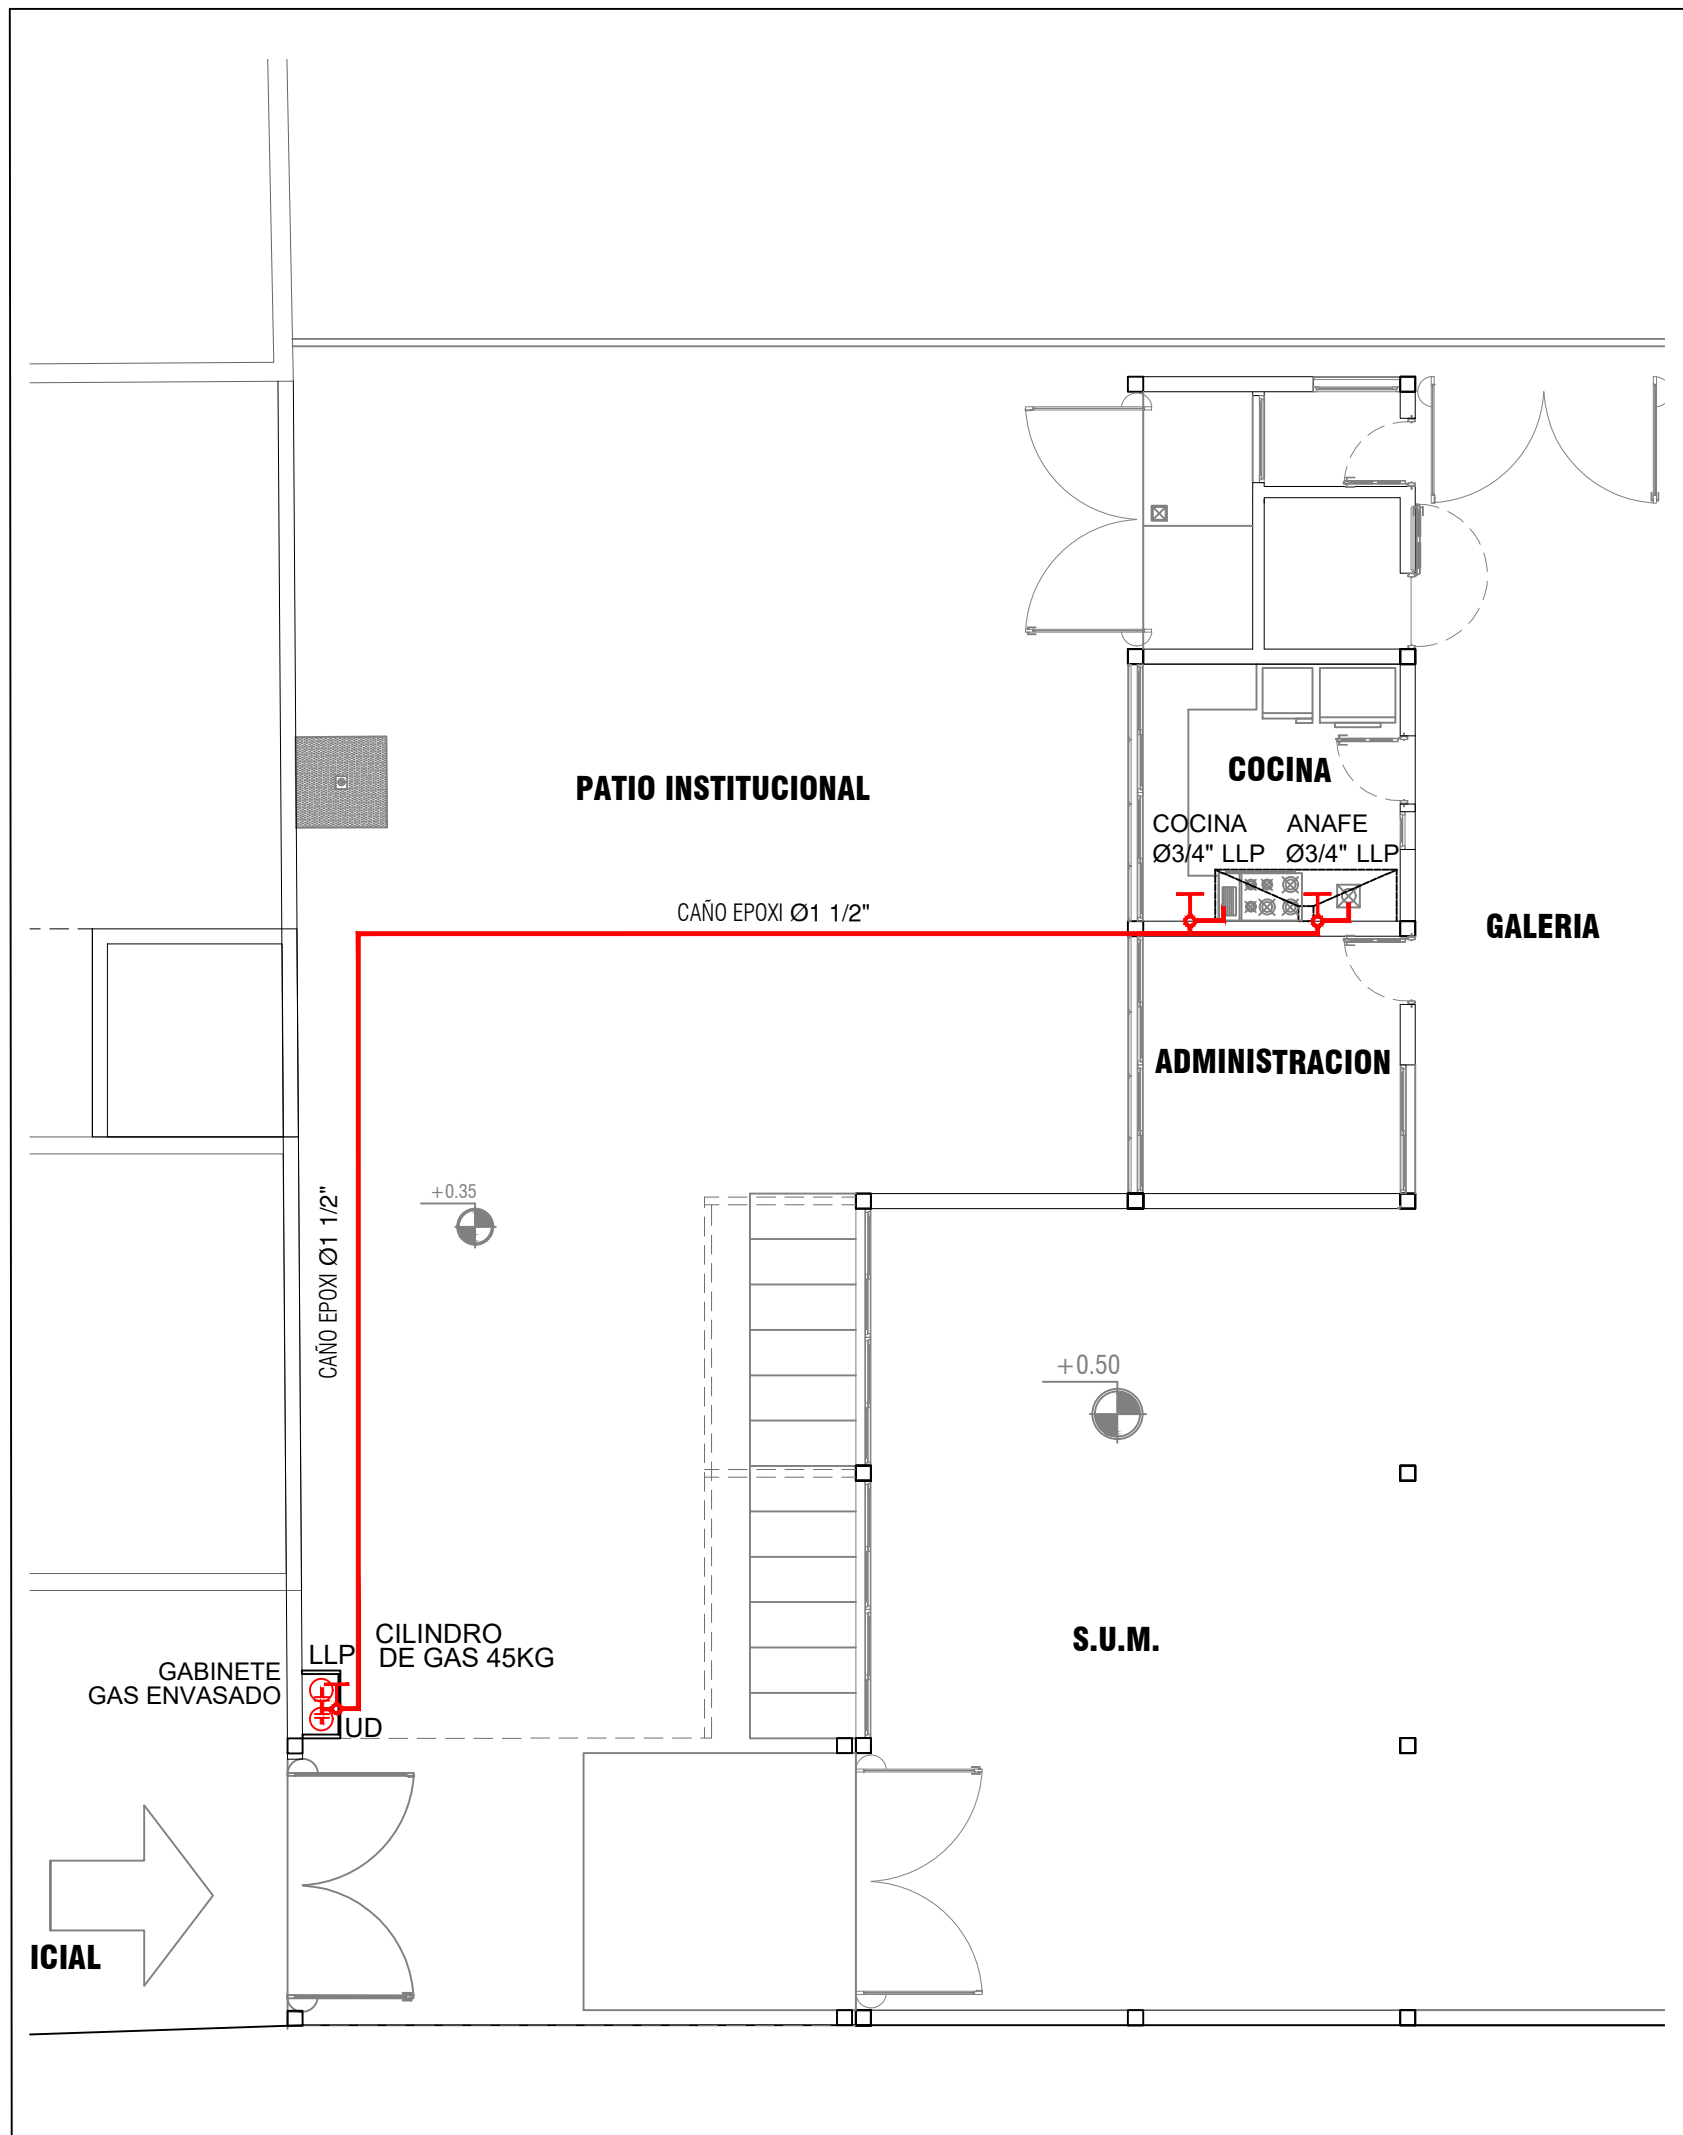 COCINA
PATIO INSTITUCIONAL
COCINA
Ø3/4" LLP
ANAFE
Ø3/4" LLP
CAÑO EPOXI Ø1 1/2"
GALERIA
ADMINISTRACION
CAÑO EPOXI Ø1 1/2"
+0.35
+0.50
CILINDRO
DE GAS 45KG
LLP
S.U.M.
GABINETE
GAS ENVASADO
UD
ICIAL